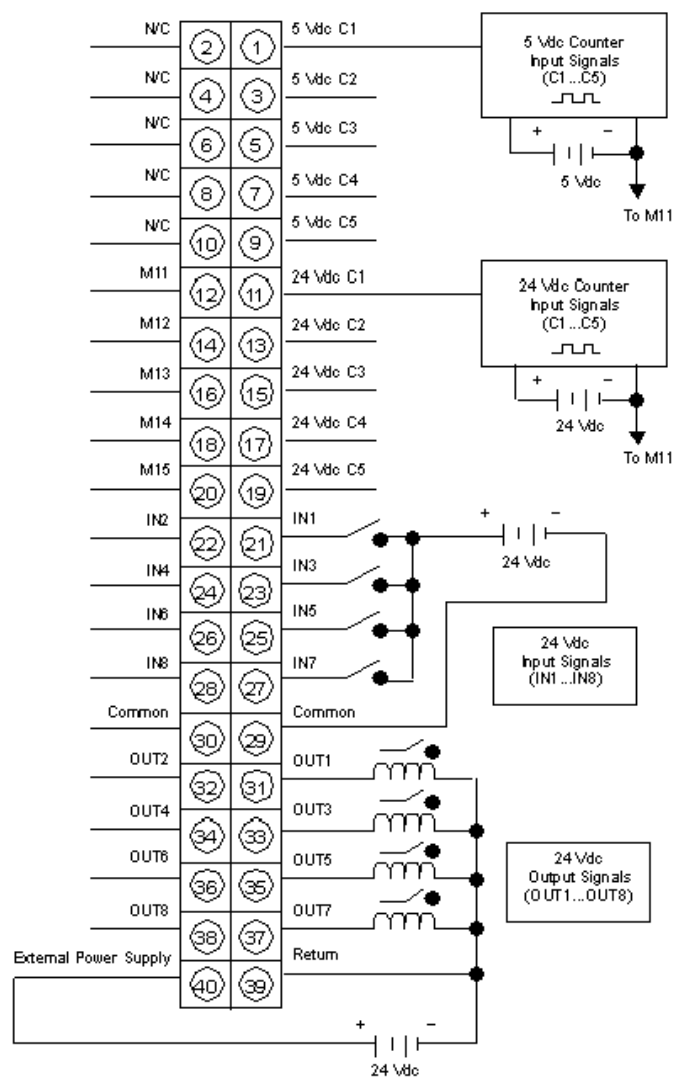 N/C 2 1 5 Vdc C1
N/C 4 3 5 Vdc C2
N/C 6 5 5 Vdc C3
N/C 8 7 5 Vdc C4
N/C 10 9 5 Vdc C5
M11 12 11 24 Vdc C1
M12 14 13 24 Vdc C2
M13 16 15 24 Vdc C3
M14 18 17 24 Vdc C4
M15 20 19 24 Vdc C5
IN2 22 21 IN1
IN4 24 23 IN3
IN6 26 25 IN5
IN8 28 27 IN7
Common 30 29 Common
OUT2 32 31 OUT1
OUT4 34 33 OUT3
OUT6 36 35 OUT5
OUT8 38 37 OUT7
External Power Supply 40 39 Return
5 Vdc Counter
Input Signals
(C1...C5)
+ −
5 Vdc
To M11
24 Vdc Counter
Input Signals
(C1...C5)
+ −
24 Vdc
To M11
+ −
24 Vdc
24 Vdc
Input Signals
(IN1...IN8)
24 Vdc
Output Signals
(OUT1...OUT8)
+ −
24 Vdc